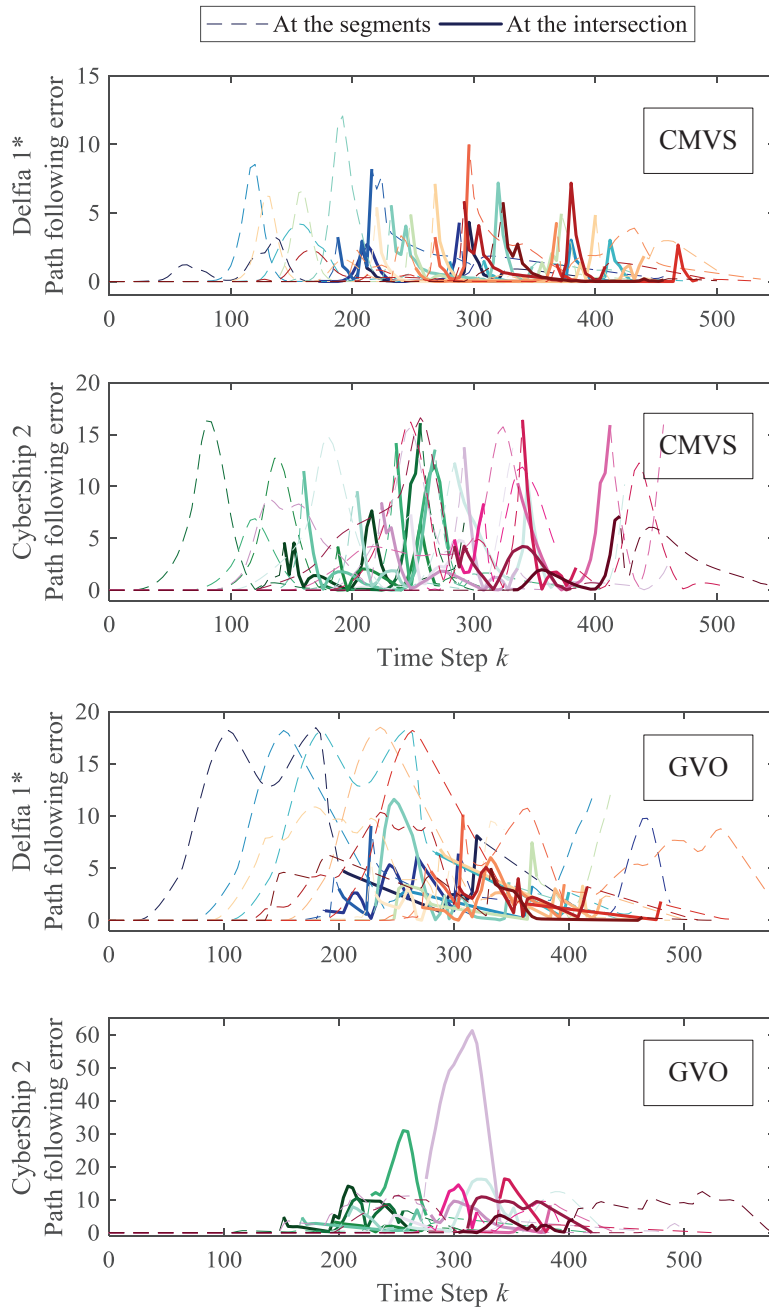 At the segments At the intersection
15
10
5
0
Delfia 1*
Path following error
CMVS
0 100 200 300 400 500
20
15
10
5
0
CyberShip 2
Path following error
CMVS
0 100 200 300 400 500
Time Step k
20
15
10
5
0
Delfia 1*
Path following error
GVO
0 100 200 300 400 500
60
50
40
30
20
10
0
CyberShip 2
Path following error
GVO
0 100 200 300 400 500
Time Step k